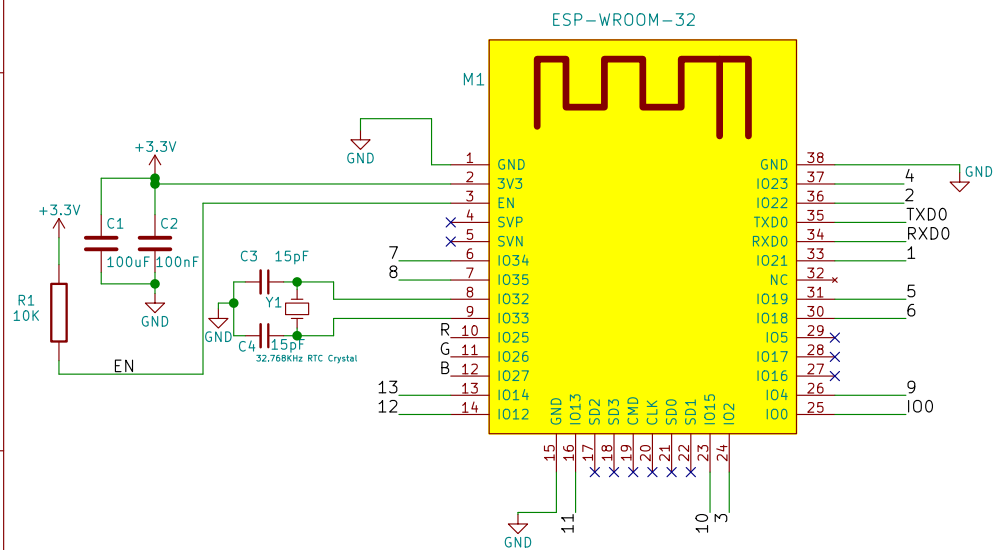 ESP-WROOM-32
M1
GND
+3.3V
+3.3V
C1
C2
100uF
100nF
GND
R1
10K
EN
C3
15pF
Y1
GND
C4
15pF
32.768KHz RTC Crystal
1 GND
2 3V3
3 EN
4 SVP
5 SVN
7 6 IO34
8 7 IO35
8 IO32
9 IO33
R 10 IO25
G 11 IO26
B 12 IO27
13 13 IO14
12 14 IO12
GND 38 GND
IO23 37 4
IO22 36 2
TXD0 35 TXD0
RXD0 34 RXD0
IO21 33 1
NC 32
IO19 31 5
IO18 30 6
IO5 29
IO17 28
IO16 27
IO4 26 9
IO0 25 IO0
GND 15
IO13 16 11
SD2 17
SD3 18
CMD 19
CLK 20
SD0 21
SD1 22
IO15 23 10
IO2 24 3
GND